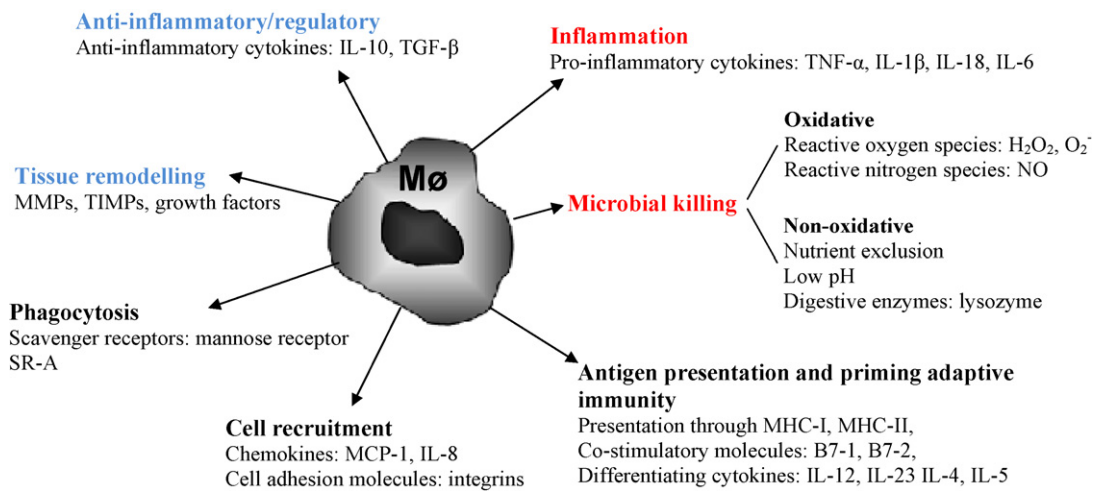 Anti-inflammatory/regulatory
Anti-inflammatory cytokines: IL-10, TGF-β
Inflammation
Pro-inflammatory cytokines: TNF-α, IL-1β, IL-18, IL-6
Oxidative
Reactive oxygen species: H₂O₂, O₂⁻
Reactive nitrogen species: NO
Mø
Tissue remodelling
MMPs, TIMPs, growth factors
Microbial killing
Non-oxidative
Nutrient exclusion
Low pH
Digestive enzymes: lysozyme
Phagocytosis
Scavenger receptors: mannose receptor
SR-A
Antigen presentation and priming adaptive
immunity
Presentation through MHC-I, MHC-II,
Co-stimulatory molecules: B7-1, B7-2,
Differentiating cytokines: IL-12, IL-23 IL-4, IL-5
Cell recruitment
Chemokines: MCP-1, IL-8
Cell adhesion molecules: integrins